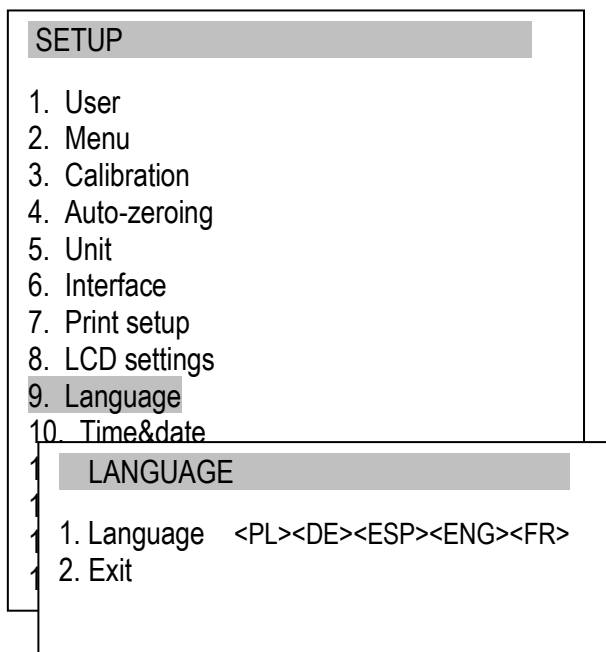 SETUP
1. User
2. Menu
3. Calibration
4. Auto-zeroing
5. Unit
6. Interface
7. Print setup
8. LCD settings
9. Language
10. Time&date
LANGUAGE
1. Language <PL><DE><ESP><ENG><FR>
2. Exit